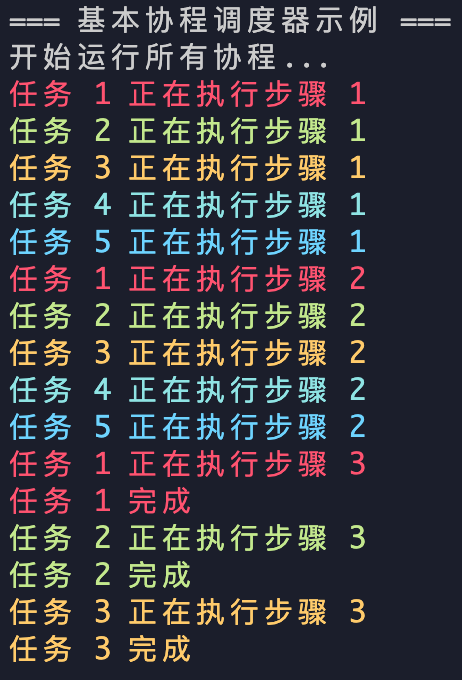 === 基本协程调度器示例 ===
开始运行所有协程...
任务 1 正在执行步骤 1
任务 2 正在执行步骤 1
任务 3 正在执行步骤 1
任务 4 正在执行步骤 1
任务 5 正在执行步骤 1
任务 1 正在执行步骤 2
任务 2 正在执行步骤 2
任务 3 正在执行步骤 2
任务 4 正在执行步骤 2
任务 5 正在执行步骤 2
任务 1 正在执行步骤 3
任务 1 完成
任务 2 正在执行步骤 3
任务 2 完成
任务 3 正在执行步骤 3
任务 3 完成